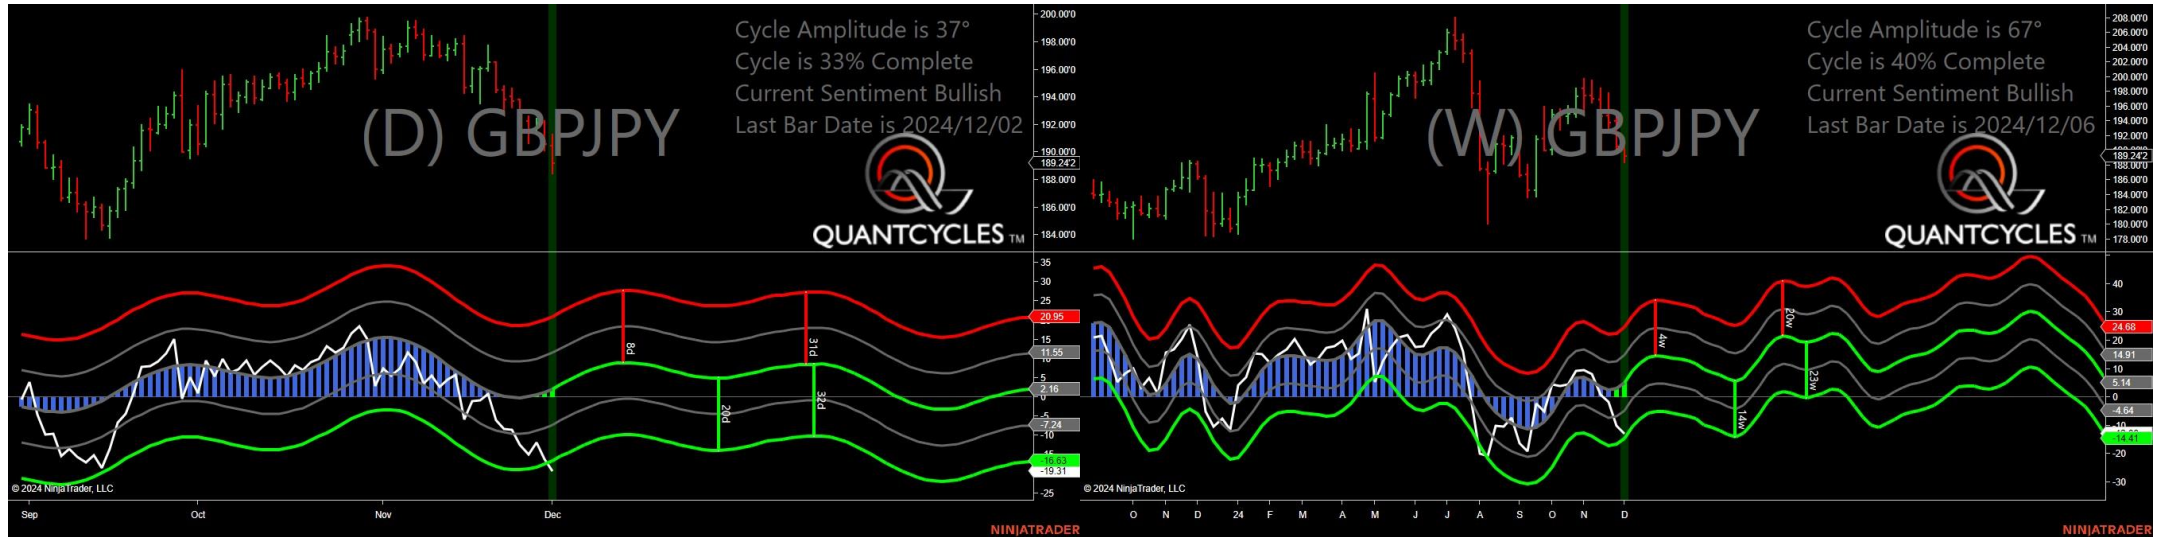 Cycle Amplitude is 37°
Cycle is 33% Complete
Current Sentiment Bullish
Last Bar Date is 2024/12/02
(D) GBPJPY
QUANTCYCLES TM
200.00'0
198.00'0
196.00'0
194.00'0
192.00'0
190.00'0
189.24'2
188.00'0
186.00'0
184.00'0
35
30
25
20.95
15
11.55
5
2.16
0
-5
-7.24
-10
-16.63
-19.31
-25
8d
20d
31d
32d
© 2024 NinjaTrader, LLC
Sep Oct Nov Dec
NINJATRADER
Cycle Amplitude is 67°
Cycle is 40% Complete
Current Sentiment Bullish
Last Bar Date is 2024/12/06
(W) GBPJPY
QUANTCYCLES TM
208.00'0
206.00'0
204.00'0
202.00'0
200.00'0
198.00'0
196.00'0
194.00'0
192.00'0
189.24'2
188.00'0
186.00'0
184.00'0
182.00'0
180.00'0
178.00'0
40
30
24.68
20
14.91
10
5.14
0
-4.64
-10
-14.41
-20
-30
4w
14w
20w
23w
© 2024 NinjaTrader, LLC
O N D 24 F M A M J J A S O N D
NINJATRADER